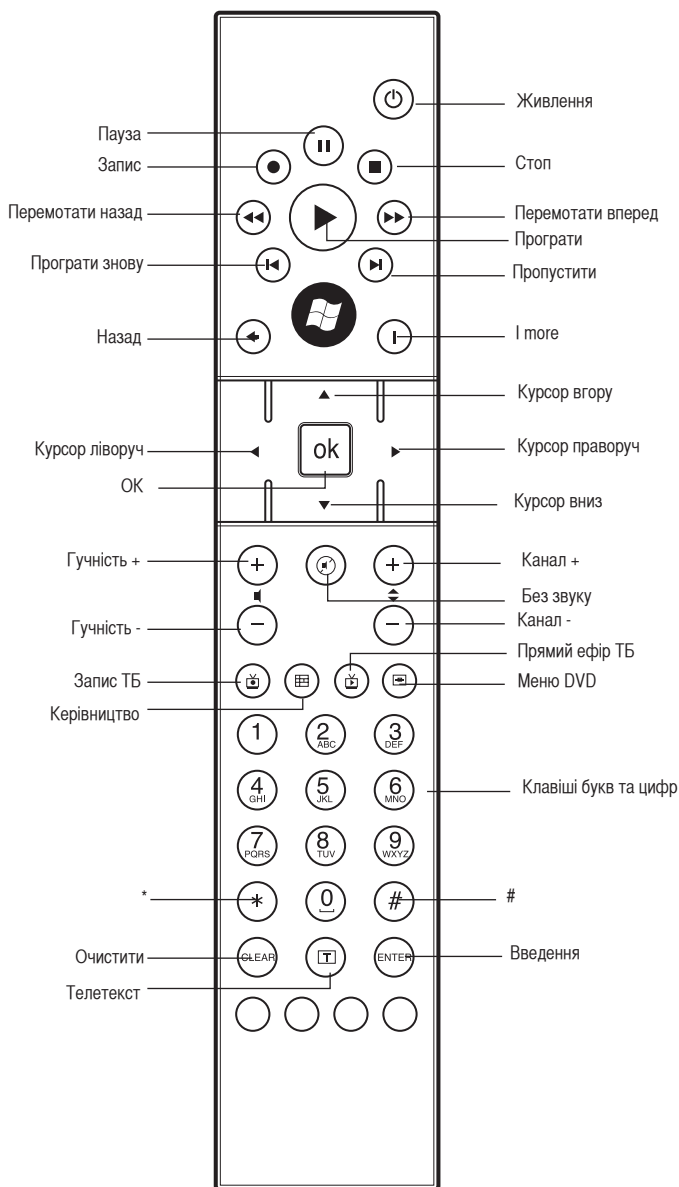 Живлення
Пауза
Запис
Стоп
Перемотати назад
Перемотати вперед
Програти
Програти знову
Пропустити
Назад
I more
Курсор вгору
Курсор ліворуч
ok
Курсор праворуч
OK
Курсор вниз
Гучність +
Канал +
Без звуку
Гучність -
Канал -
Прямий ефір ТБ
Запис ТБ
Меню DVD
Керівництво
1 2 ABC 3 DEF
4 GHI 5 JKL 6 MNO
Клавіші букв та цифр
7 PQRS 8 TUV 9 WXYZ
* * 0 # #
Очистити CLEAR T ENTER Введення
Телетекст